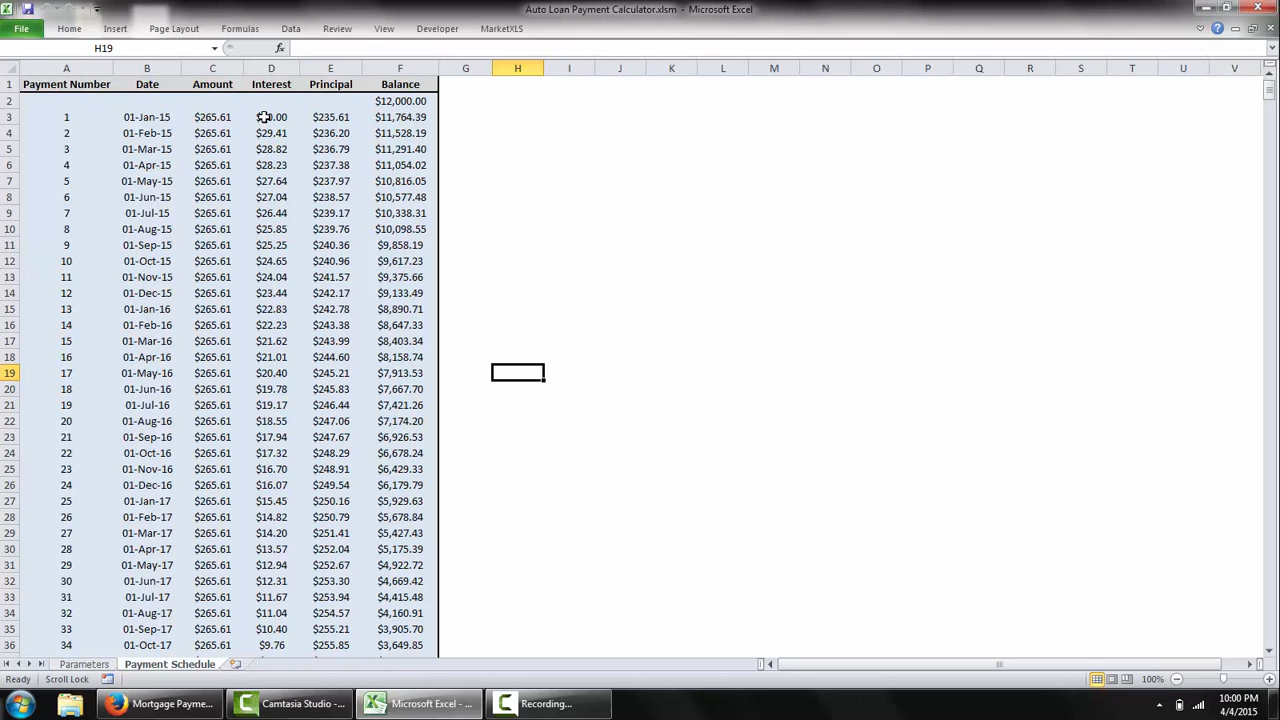 Auto Loan Payment Calculator.xlsm - Microsoft Excel
File Home Insert Page Layout Formulas Data Review View Developer MarketXLS
H19 fx
A B C D E F G H J K L M N O P Q R S T U V
1 Payment Number Date Amount Interest Principal Balance
2 $12,000.00
3 1 01-Jan-15 $265.61 .00 $235.61 $11,764.39
4 2 01-Feb-15 $265.61 $29.41 $236.20 $11,528.19
5 3 01-Mar-15 $265.61 $28.82 $236.79 $11,291.40
6 4 01-Apr-15 $265.61 $28.23 $237.38 $11,054.02
7 5 01-May-15 $265.61 $27.64 $237.97 $10,816.05
8 6 01-Jun-15 $265.61 $27.04 $238.57 $10,577.48
9 7 01-Jul-15 $265.61 $26.44 $239.17 $10,338.31
10 8 01-Aug-15 $265.61 $25.85 $239.76 $10,098.55
11 9 01-Sep-15 $265.61 $25.25 $240.36 $9,858.19
12 10 01-Oct-15 $265.61 $24.65 $240.96 $9,617.23
13 11 01-Nov-15 $265.61 $24.04 $241.57 $9,375.66
14 12 01-Dec-15 $265.61 $23.44 $242.17 $9,133.49
15 13 01-Jan-16 $265.61 $22.83 $242.78 $8,890.71
16 14 01-Feb-16 $265.61 $22.23 $243.38 $8,647.33
17 15 01-Mar-16 $265.61 $21.62 $243.99 $8,403.34
18 16 01-Apr-16 $265.61 $21.01 $244.60 $8,158.74
19 17 01-May-16 $265.61 $20.40 $245.21 $7,913.53
20 18 01-Jun-16 $265.61 $19.78 $245.83 $7,667.70
21 19 01-Jul-16 $265.61 $19.17 $246.44 $7,421.26
22 20 01-Aug-16 $265.61 $18.55 $247.06 $7,174.20
23 21 01-Sep-16 $265.61 $17.94 $247.67 $6,926.53
24 22 01-Oct-16 $265.61 $17.32 $248.29 $6,678.24
25 23 01-Nov-16 $265.61 $16.70 $248.91 $6,429.33
26 24 01-Dec-16 $265.61 $16.07 $249.54 $6,179.79
27 25 01-Jan-17 $265.61 $15.45 $250.16 $5,929.63
28 26 01-Feb-17 $265.61 $14.82 $250.79 $5,678.84
29 27 01-Mar-17 $265.61 $14.20 $251.41 $5,427.43
30 28 01-Apr-17 $265.61 $13.57 $252.04 $5,175.39
31 29 01-May-17 $265.61 $12.94 $252.67 $4,922.72
32 30 01-Jun-17 $265.61 $12.31 $253.30 $4,669.42
33 31 01-Jul-17 $265.61 $11.67 $253.94 $4,415.48
34 32 01-Aug-17 $265.61 $11.04 $254.57 $4,160.91
35 33 01-Sep-17 $265.61 $10.40 $255.21 $3,905.70
36 34 01-Oct-17 $265.61 $9.76 $255.85 $3,649.85
Parameters Payment Schedule
Ready Scroll Lock 100%
Mortgage Payme... Camtasia Studio - ... Microsoft Excel - ... Recording...
10:00 PM
4/4/2015